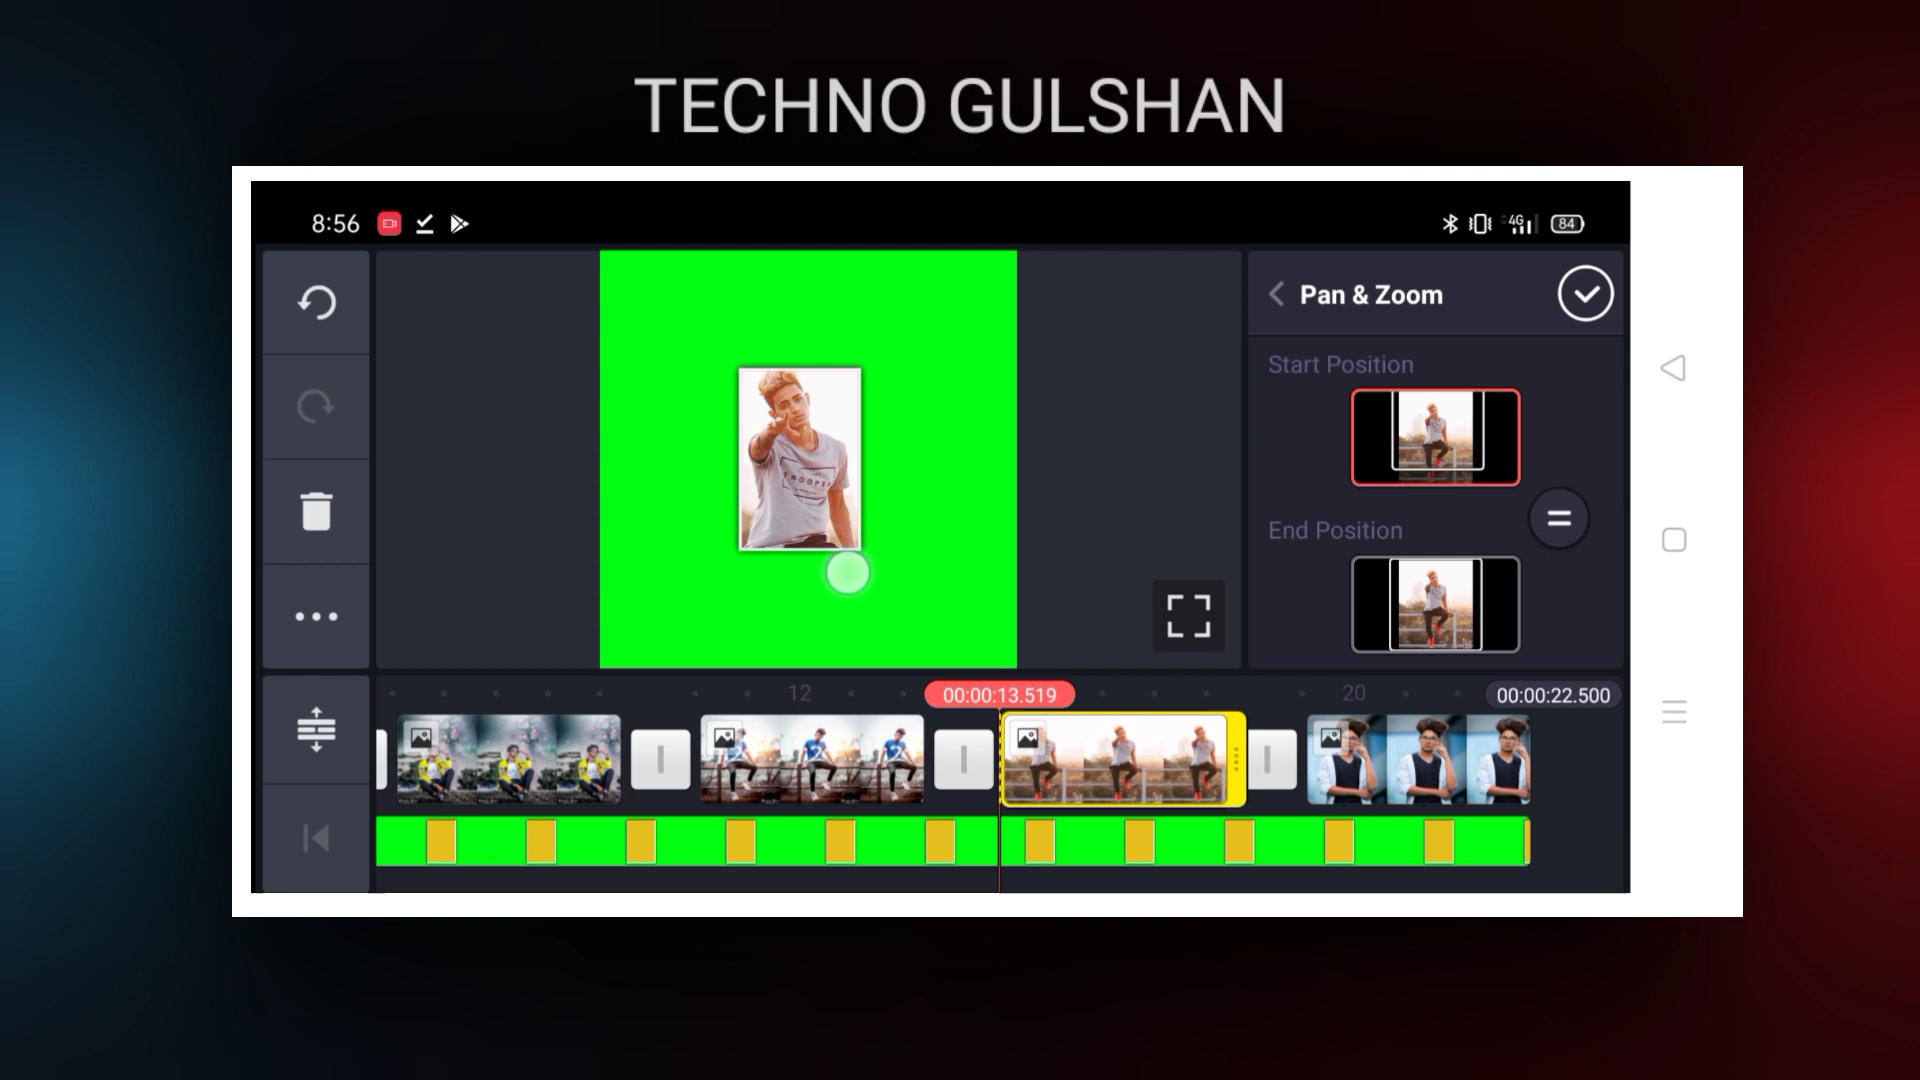 TECHNO GULSHAN
8:56
4G
84
Pan & Zoom
Start Position
End Position
12
00:00:13.519
20
00:00:22.500